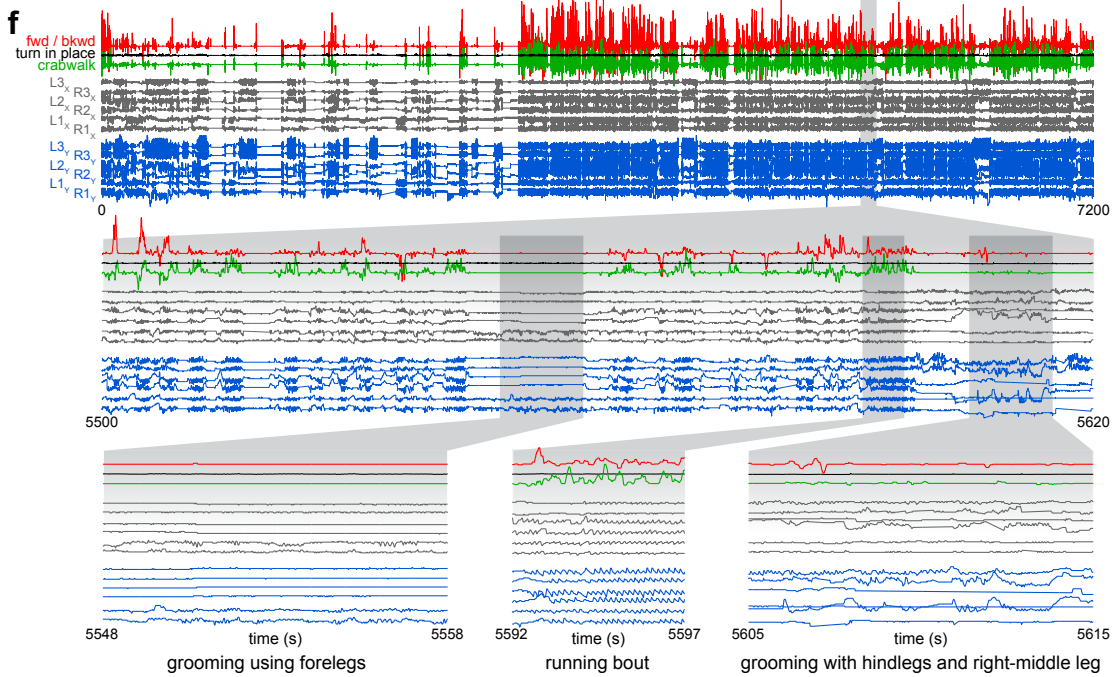 f
fwd / bkwd
turn in place
crabwalk
L3X R3X
L2X R2X
L1X R1X
L3Y R3Y
L2Y R2Y
L1Y R1Y
0 7200
5500 5620
5548 time (s) 5558
5592 time (s) 5597
5605 time (s) 5615
grooming using forelegs
running bout
grooming with hindlegs and right-middle leg